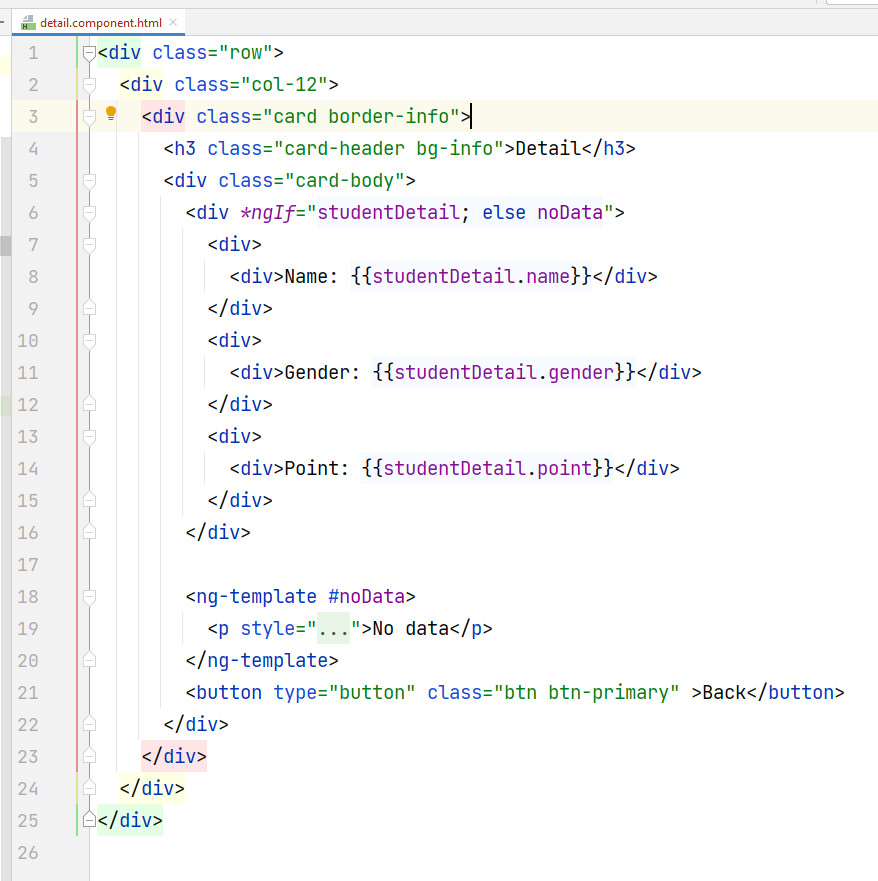 detail.component.html
1 <div class="row">
2   <div class="col-12">
3     <div class="card border-info">
4       <h3 class="card-header bg-info">Detail</h3>
5       <div class="card-body">
6         <div *ngIf="studentDetail; else noData">
7           <div>
8             <div>Name: {{studentDetail.name}}</div>
9           </div>
10           <div>
11             <div>Gender: {{studentDetail.gender}}</div>
12           </div>
13           <div>
14             <div>Point: {{studentDetail.point}}</div>
15           </div>
16         </div>
17
18         <ng-template #noData>
19           <p style="...">No data</p>
20         </ng-template>
21         <button type="button" class="btn btn-primary" >Back</button>
22       </div>
23     </div>
24   </div>
25 </div>
26